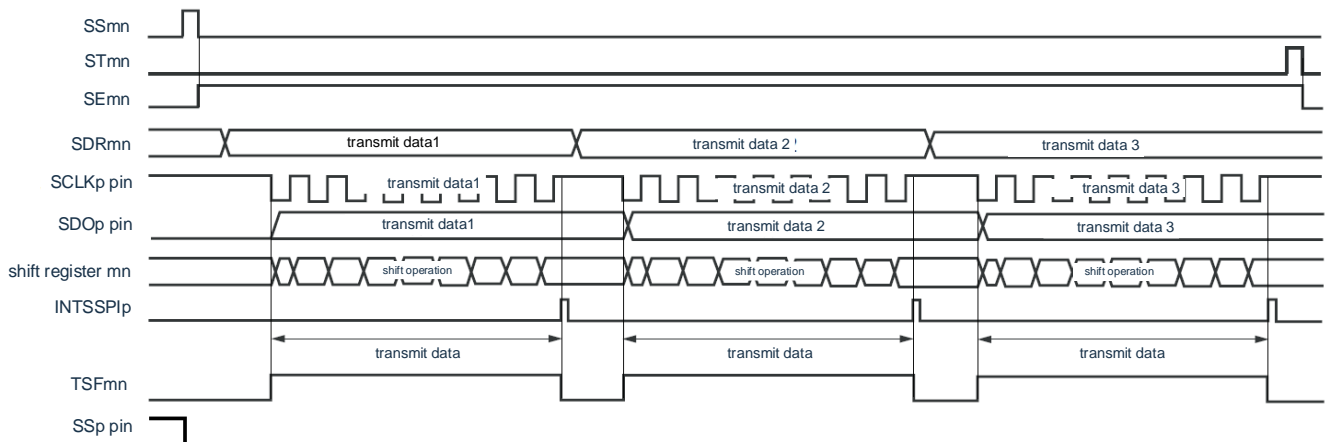 SSmn
STmn
SEmn
SDRmn transmit data1 transmit data 2 transmit data 3
SCLKp pin transmit data1 transmit data 2 transmit data 3
SDOp pin transmit data1 transmit data 2 transmit data 3
shift register mn shift operation shift operation shift operation
INTSSPIp
transmit data transmit data transmit data
TSFmn
SSp pin